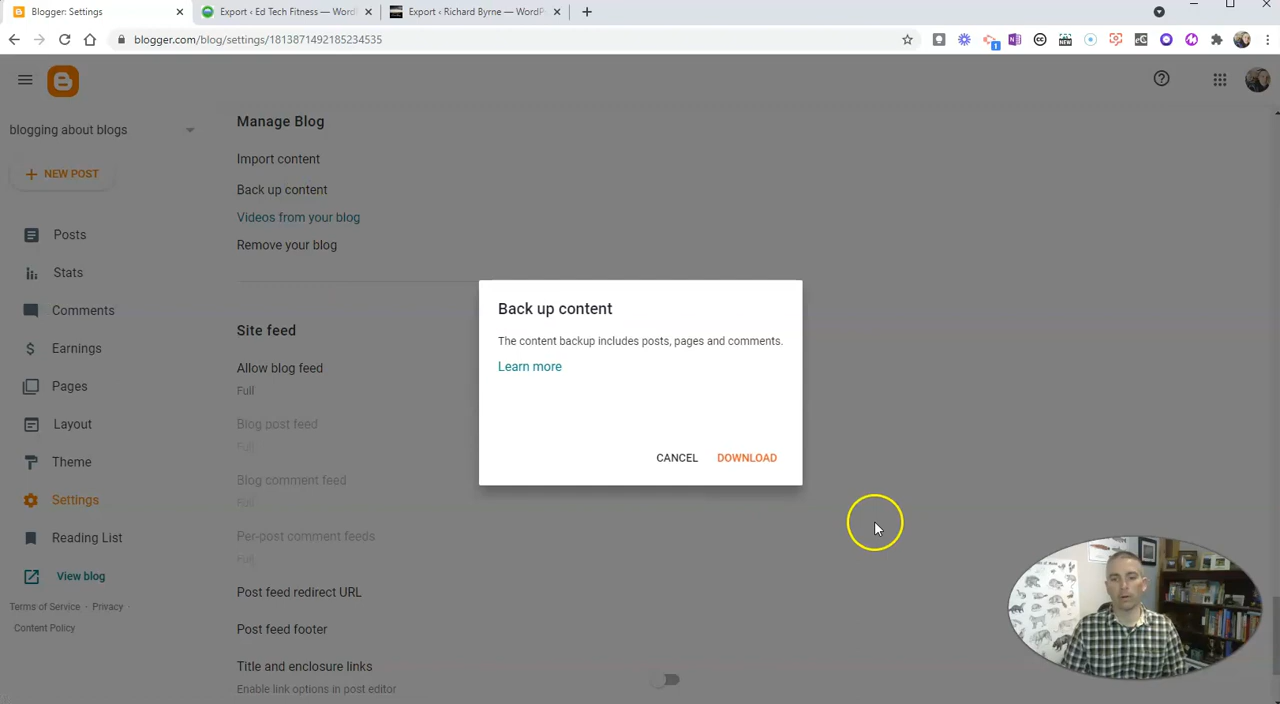 Blogger: Settings
Export ‹ Ed Tech Fitness — WordP
Export ‹ Richard Byrne — WordPr
blogger.com/blog/settings/1813871492185234535
blogging about blogs
NEW POST
Posts
Stats
Comments
Earnings
Pages
Layout
Theme
Settings
Reading List
View blog
Terms of Service · Privacy ·
Content Policy
Manage Blog
Import content
Back up content
Videos from your blog
Remove your blog
Site feed
Allow blog feed
Full
Blog post feed
Full
Blog comment feed
Full
Per-post comment feeds
Full
Post feed redirect URL
Post feed footer
Title and enclosure links
Enable link options in post editor
Back up content
The content backup includes posts, pages and comments.
Learn more
CANCEL DOWNLOAD